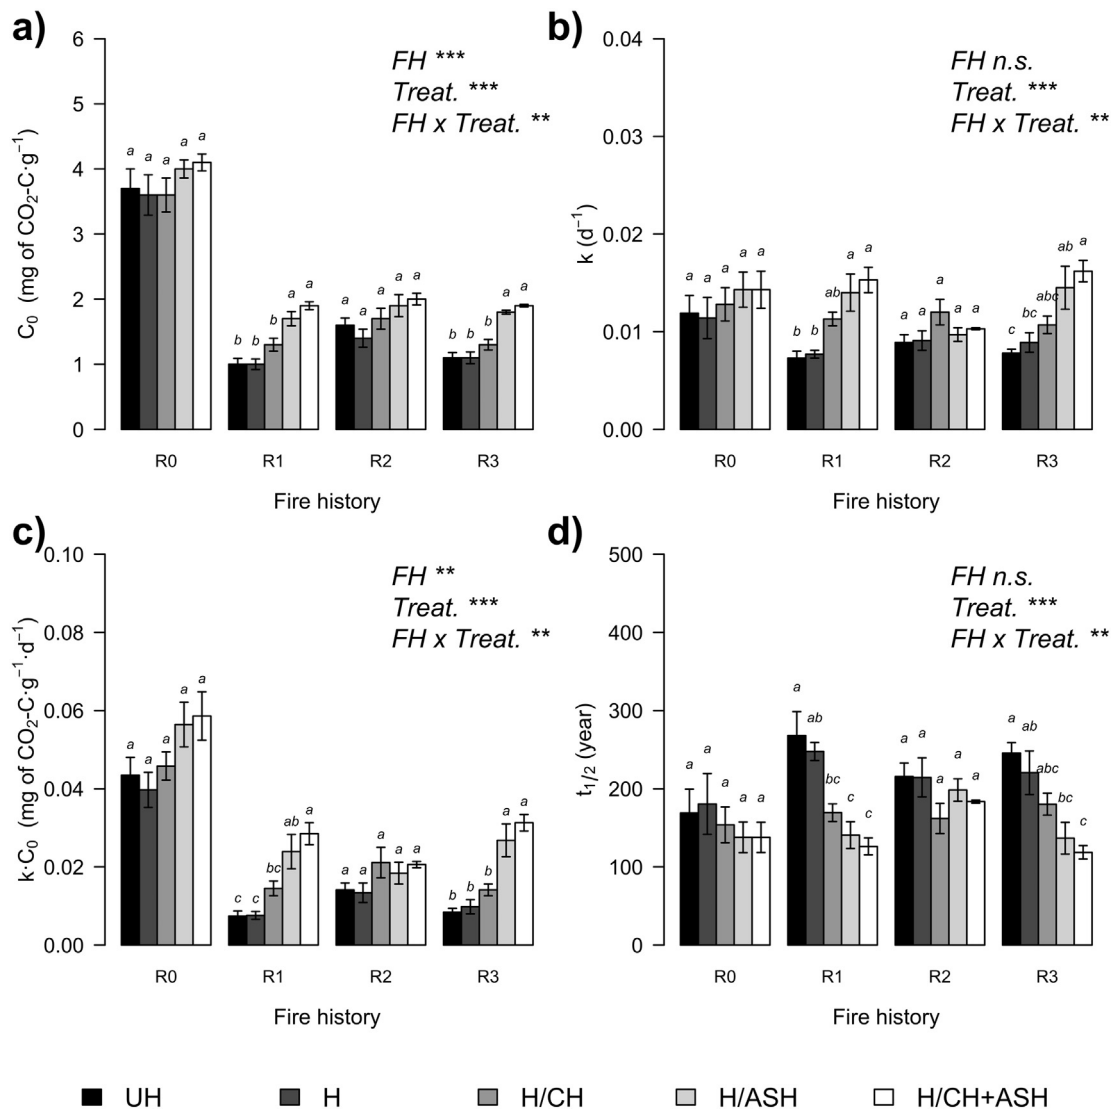 a)
6
5
4
3
2
1
0
C₀ (mg of CO₂-C·g⁻¹)
FH ***
Treat. ***
FH x Treat. **
a a a a a
b b b a a
a a a a a
b b b a a
R0 R1 R2 R3
Fire history
b)
0.04
0.03
0.02
0.01
0.00
k (d⁻¹)
FH n.s.
Treat. ***
FH x Treat. **
a a a a a
b b ab a a
a a a a a
c bc abc ab a
R0 R1 R2 R3
Fire history
c)
0.10
0.08
0.06
0.04
0.02
0.00
k·C₀ (mg of CO₂-C·g⁻¹·d⁻¹)
FH **
Treat. ***
FH x Treat. **
a a a a a
c c bc ab a
a a a a a
b b b a a
R0 R1 R2 R3
Fire history
d)
500
400
300
200
100
0
t₁/₂ (year)
FH n.s.
Treat. ***
FH x Treat. **
a a a a a
a ab bc c c
a a a a a
a ab abc bc c
R0 R1 R2 R3
Fire history
UH H H/CH H/ASH H/CH+ASH